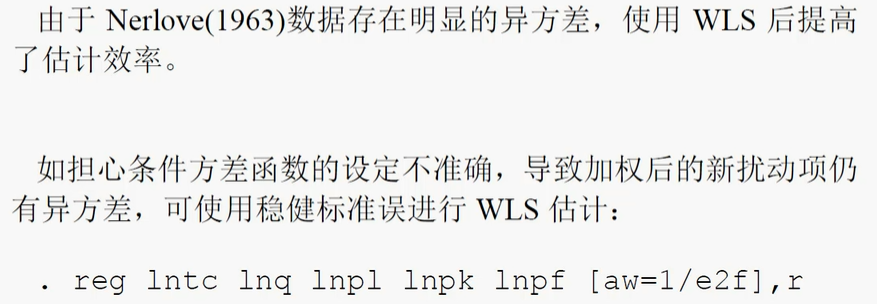 由于 Nerlove(1963)数据存在明显的异方差，使用 WLS 后提高
了估计效率。
如担心条件方差函数的设定不准确，导致加权后的新扰动项仍
有异方差，可使用稳健标准误进行 WLS 估计：
. reg lntc lnq lnpl lnpk lnpf [aw=1/e2f],r